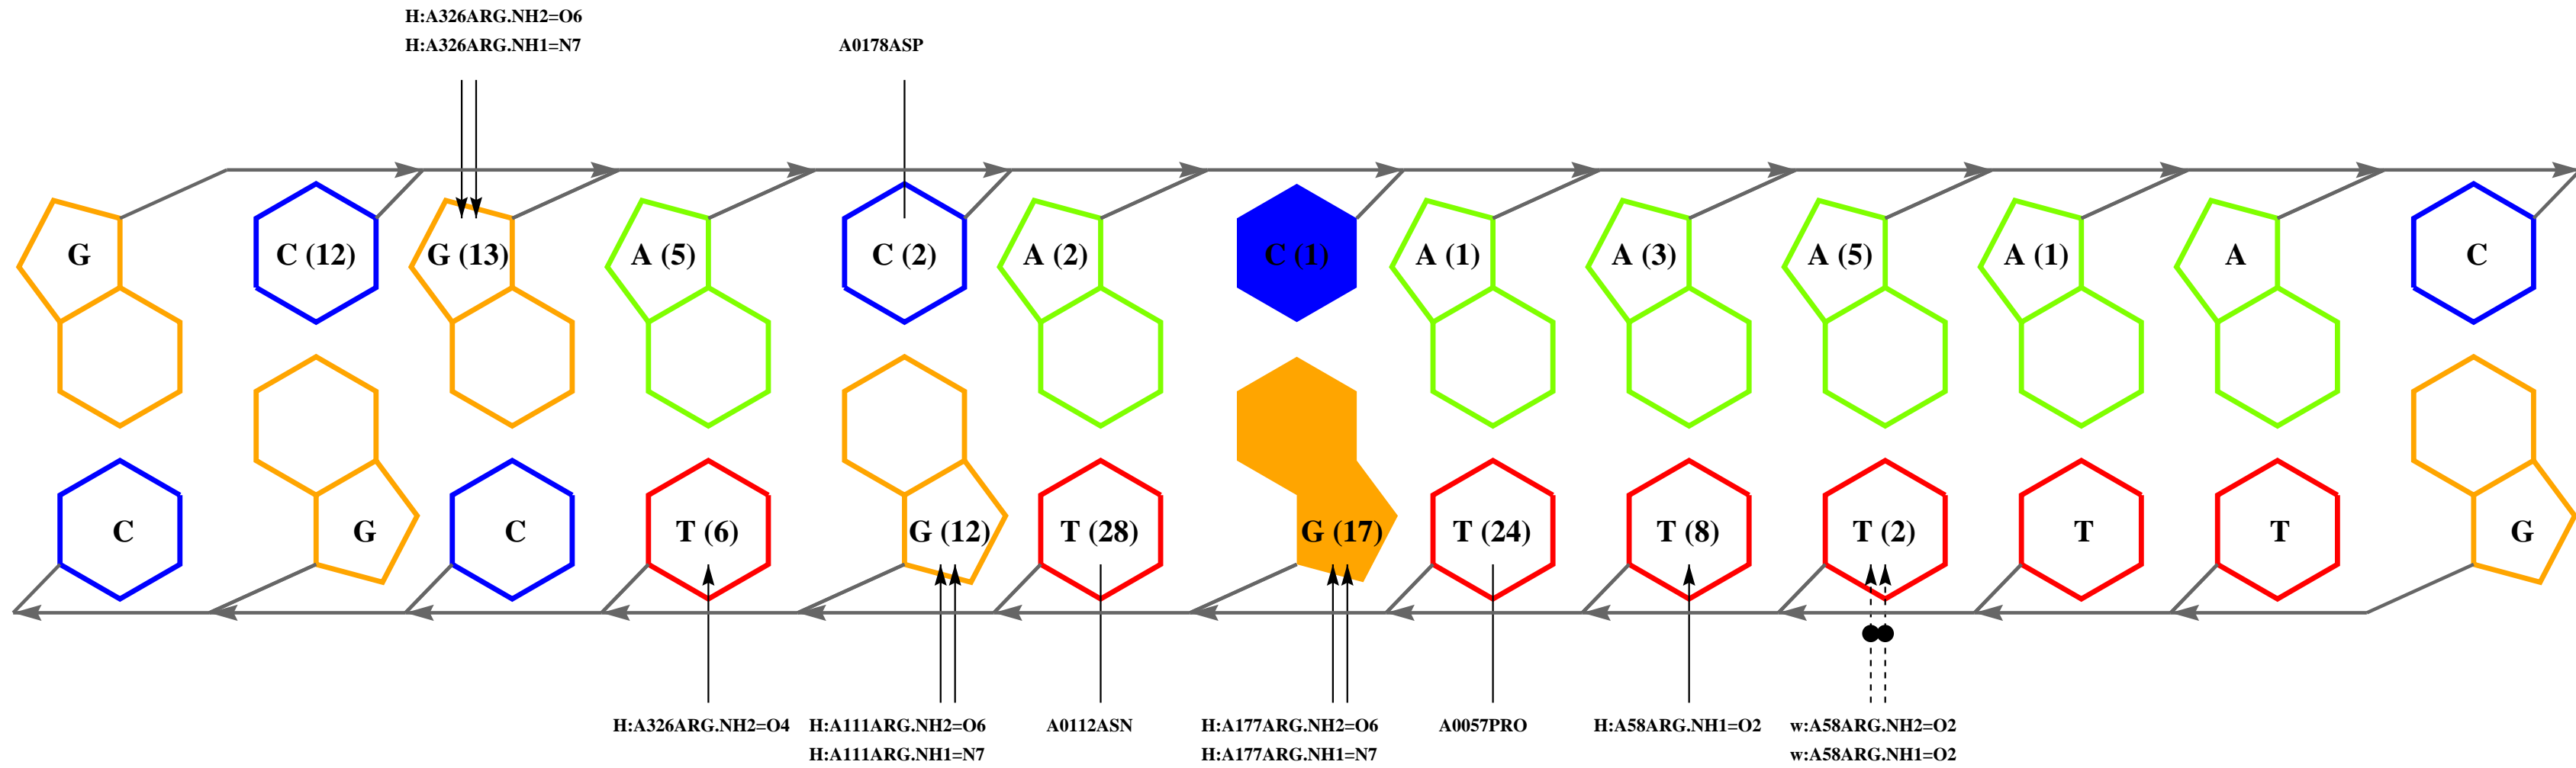 H:A326ARG.NH2=O6
H:A326ARG.NH1=N7
A0178ASP
G C (12) G (13) A (5) C (2) A (2) C (1) A (1) A (3) A (5) A (1) A C
C G C T (6) G (12) T (28) G (17) T (24) T (8) T (2) T T G
H:A326ARG.NH2=O4 H:A111ARG.NH2=O6 A0112ASN H:A177ARG.NH2=O6 A0057PRO H:A58ARG.NH1=O2 w:A58ARG.NH2=O2
H:A111ARG.NH1=N7 H:A177ARG.NH1=N7 w:A58ARG.NH1=O2